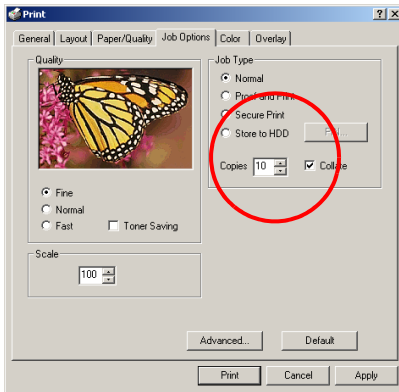 Print
General Layout Paper/Quality Job Options Color Overlay
Quality
Fine
Normal
Fast Toner Saving
Scale
100
Job Type
Normal
Proof and Print
Secure Print
Store to HDD
Copies 10 Collate
Advanced... Default
Print Cancel Apply